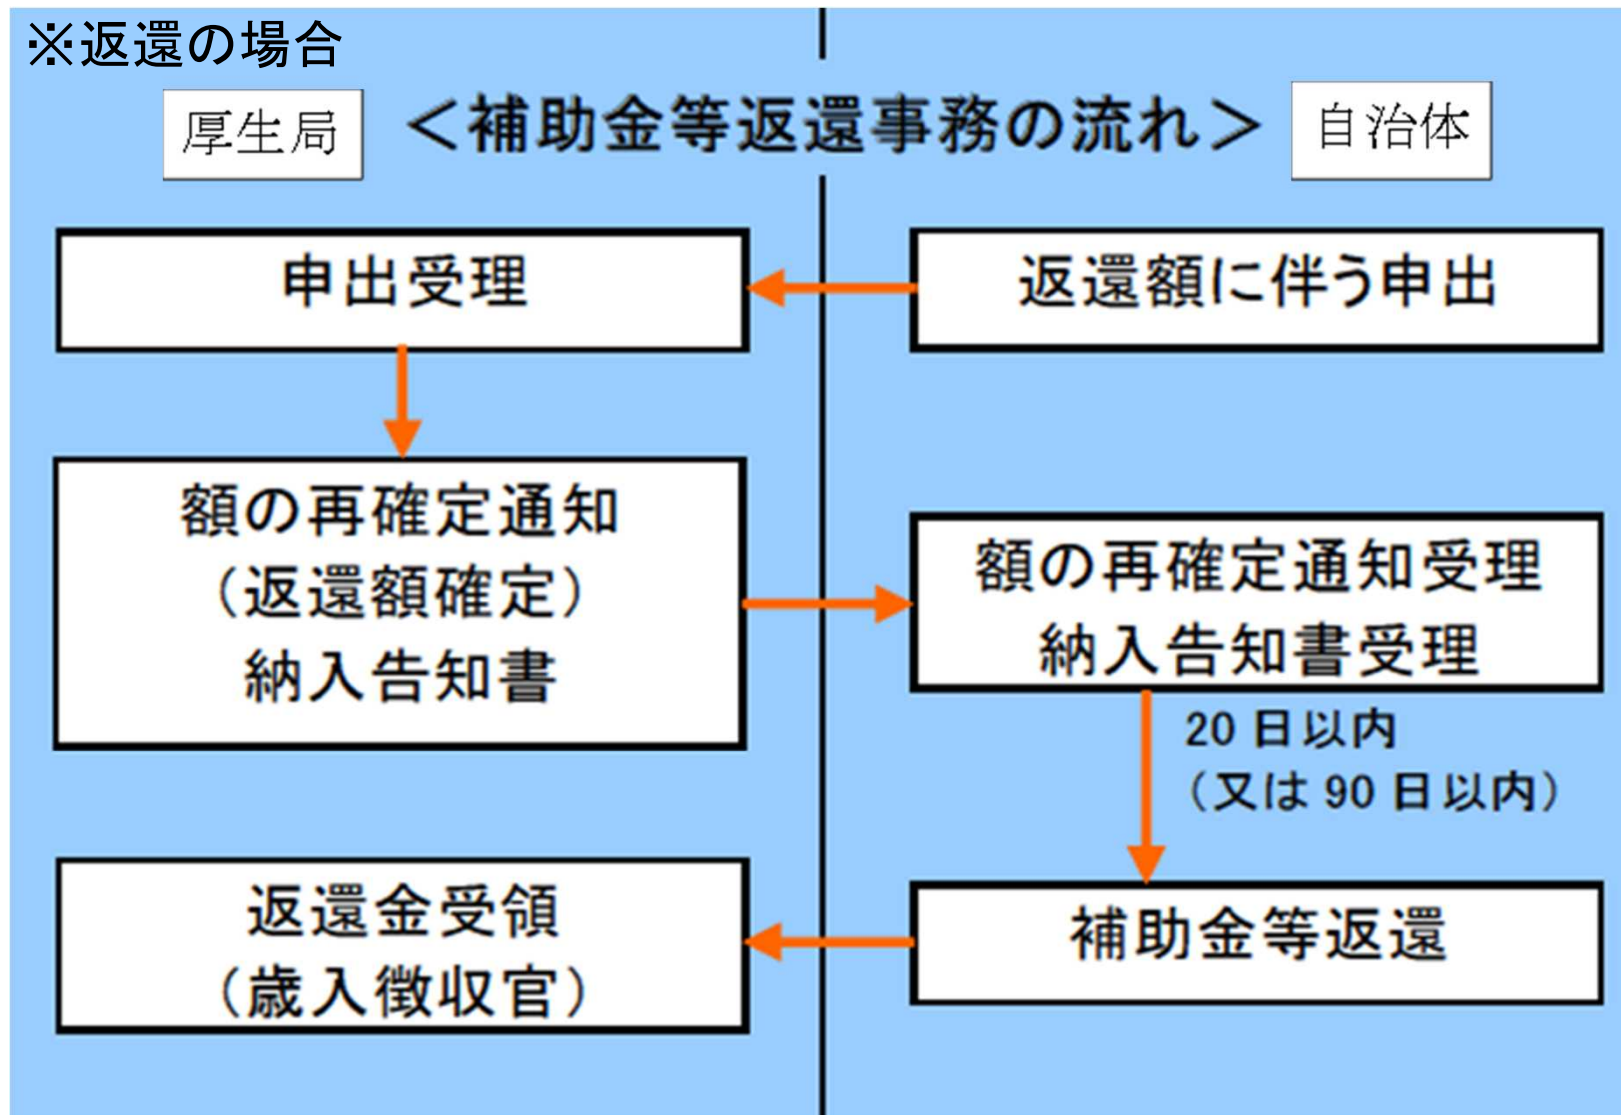 ※返還の場合
厚生局
＜補助金等返還事務の流れ＞
自治体
申出受理
返還額に伴う申出
額の再確定通知
（返還額確定）
納入告知書
額の再確定通知受理
納入告知書受理
20日以内
（又は90日以内）
返還金受領
（歳入徴収官）
補助金等返還